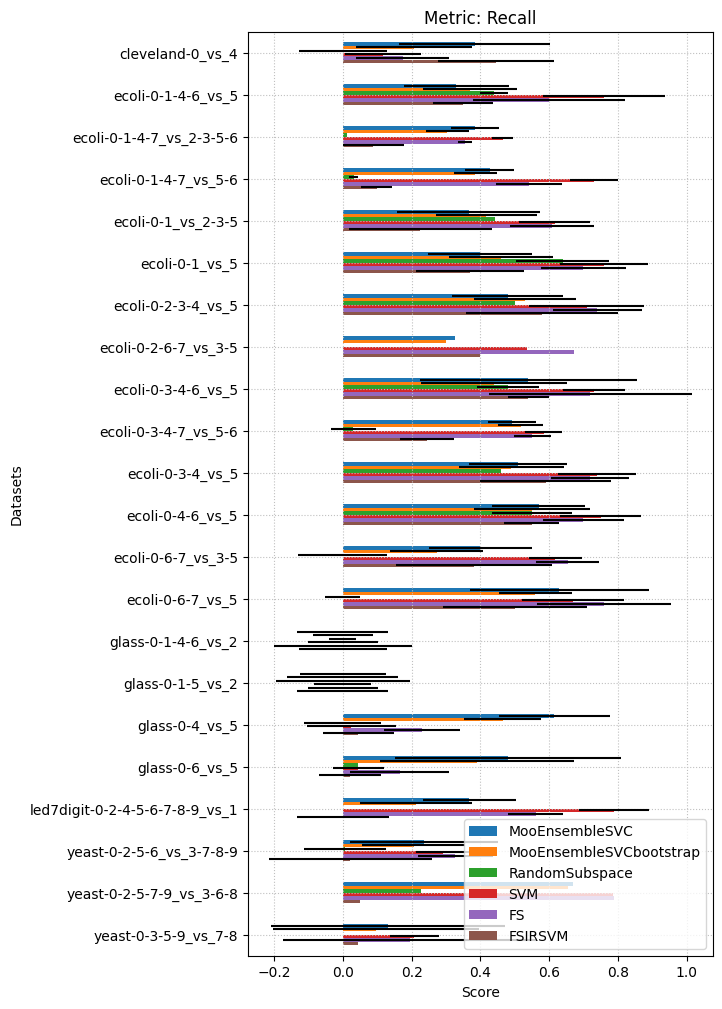 Metric: Recall
cleveland-0_vs_4
ecoli-0-1-4-6_vs_5
ecoli-0-1-4-7_vs_2-3-5-6
ecoli-0-1-4-7_vs_5-6
ecoli-0-1_vs_2-3-5
ecoli-0-1_vs_5
ecoli-0-2-3-4_vs_5
ecoli-0-2-6-7_vs_3-5
ecoli-0-3-4-6_vs_5
ecoli-0-3-4-7_vs_5-6
ecoli-0-3-4_vs_5
ecoli-0-4-6_vs_5
ecoli-0-6-7_vs_3-5
ecoli-0-6-7_vs_5
glass-0-1-4-6_vs_2
glass-0-1-5_vs_2
glass-0-4_vs_5
glass-0-6_vs_5
led7digit-0-2-4-5-6-7-8-9_vs_1
yeast-0-2-5-6_vs_3-7-8-9
yeast-0-2-5-7-9_vs_3-6-8
yeast-0-3-5-9_vs_7-8
Datasets
MooEnsembleSVC
MooEnsembleSVCbootstrap
RandomSubspace
SVM
FS
FSIRSVM
−0.2 0.0 0.2 0.4 0.6 0.8 1.0
Score